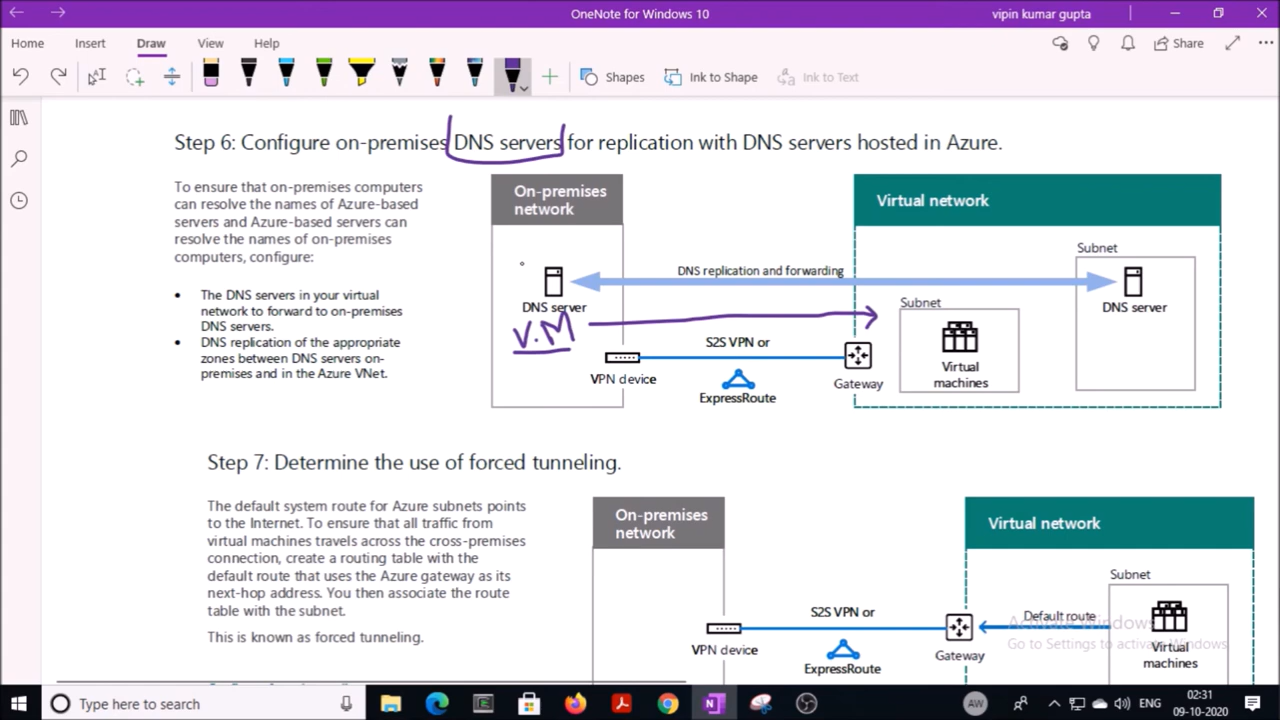 OneNote for Windows 10
vipin kumar gupta
Home Insert Draw View Help
Share
Shapes
Ink to Shape
Ink to Text
Step 6: Configure on-premises DNS servers for replication with DNS servers hosted in Azure.
To ensure that on-premises computers
can resolve the names of Azure-based
servers and Azure-based servers can
resolve the names of on-premises
computers, configure:
• The DNS servers in your virtual
network to forward to on-premises
DNS servers.
• DNS replication of the appropriate
zones between DNS servers on-
premises and in the Azure VNet.
On-premises
network
DNS server
V.M
VPN device
DNS replication and forwarding
S2S VPN or
ExpressRoute
Virtual network
Gateway
Subnet
Virtual
machines
Subnet
DNS server
Step 7: Determine the use of forced tunneling.
The default system route for Azure subnets points
to the Internet. To ensure that all traffic from
virtual machines travels across the cross-premises
connection, create a routing table with the
default route that uses the Azure gateway as its
next-hop address. You then associate the route
table with the subnet.
This is known as forced tunneling.
On-premises
network
VPN device
S2S VPN or
ExpressRoute
Virtual network
Gateway
Default route
Subnet
Virtual
machines
Activate Windows
Go to Settings to activate Windows.
Type here to search
AW
ENG
02:31
09-10-2020